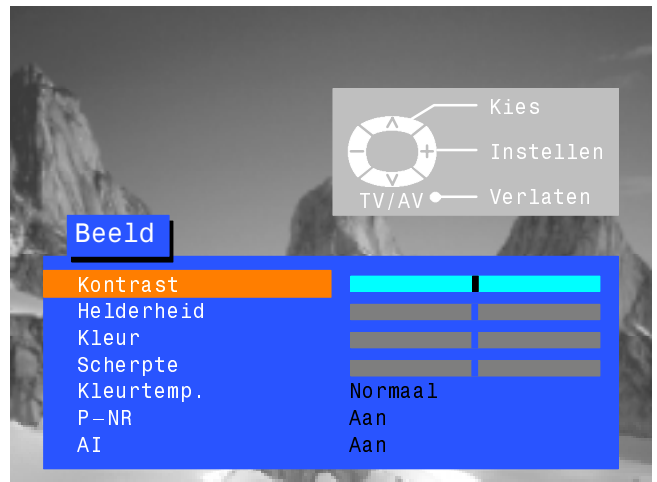 Kies
Instellen
TV/AV Verlaten
Beeld
Kontrast
Helderheid
Kleur
Scherpte
Kleurtemp. Normaal
P-NR Aan
AI Aan